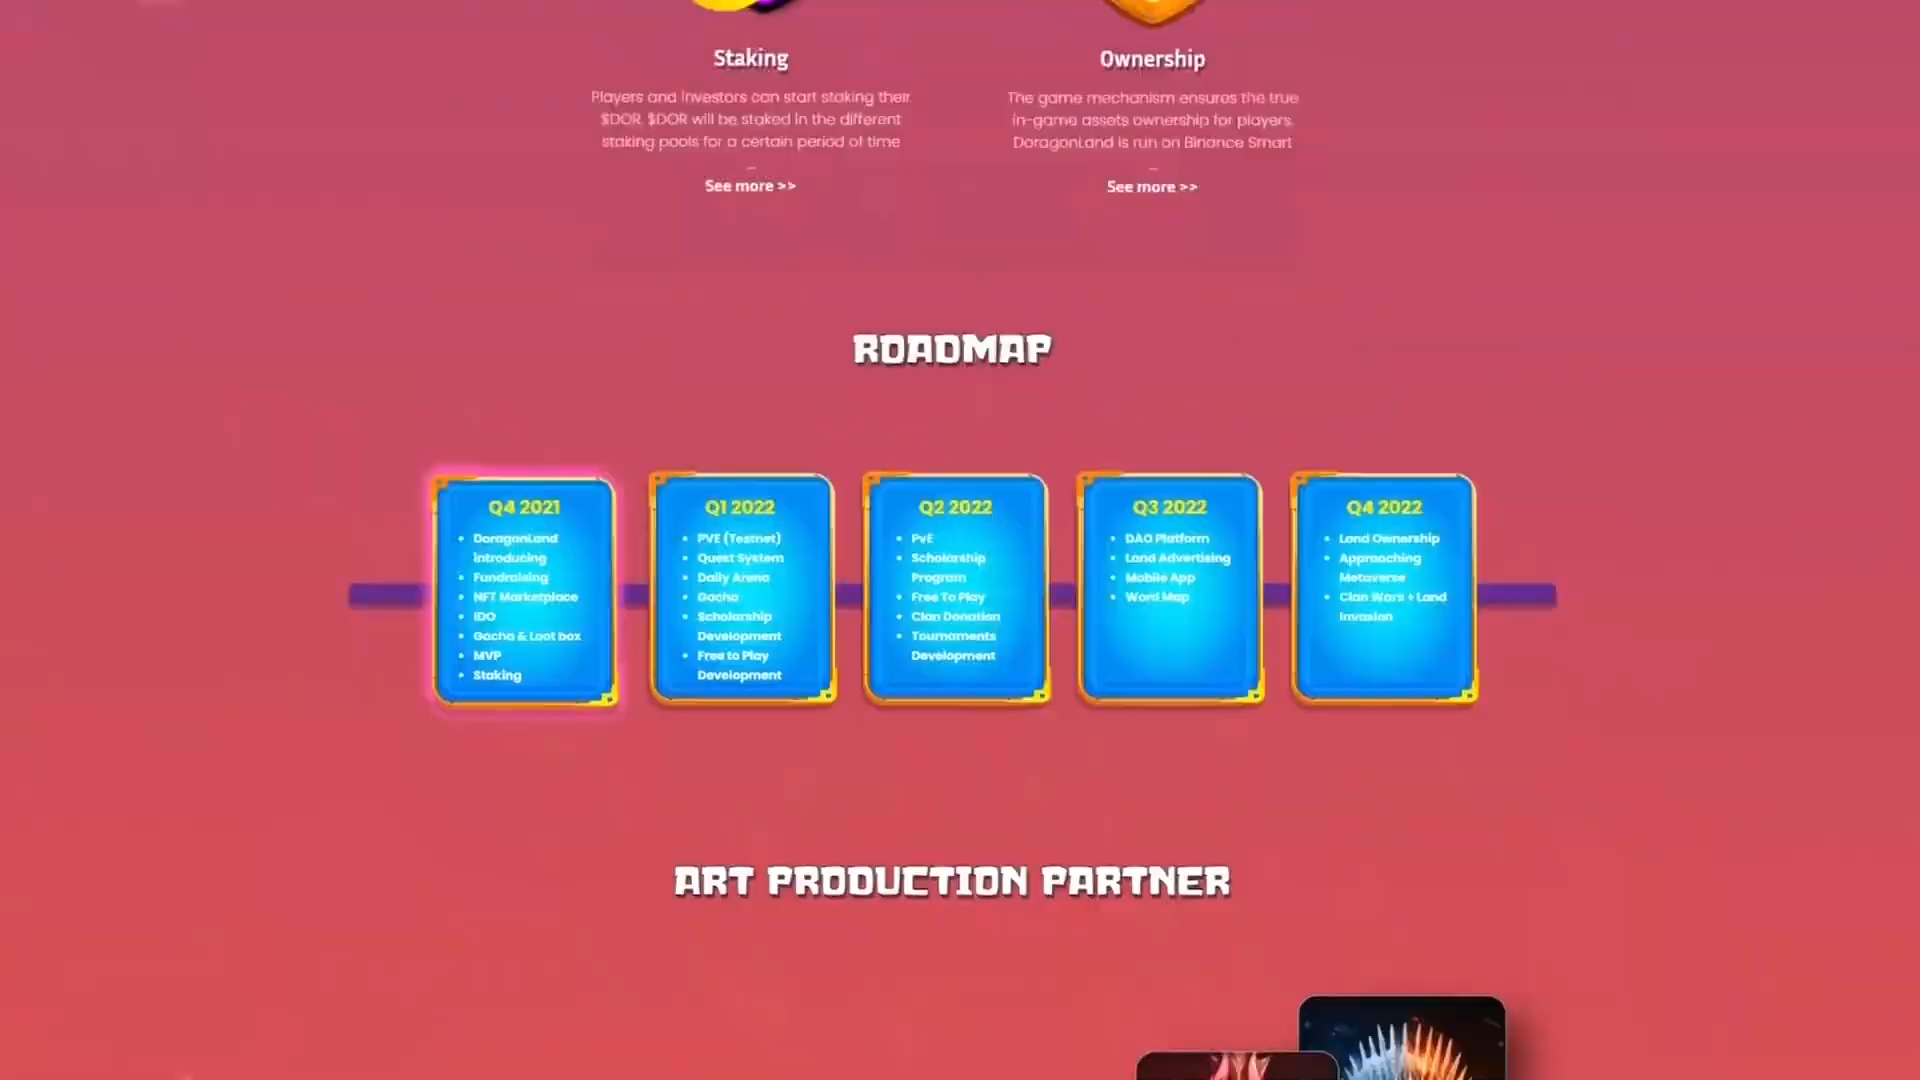 Staking
Players and Investors can start staking their
$DOR. $DOR will be staked in the different
staking pools for a certain period of time
See more >>
Ownership
The game mechanism ensures the true
in-game assets ownership for players.
DoragonLand is run on Binance Smart
See more >>
ROADMAP
Q4 2021
DoragonLand
Introducing
Fundraising
NFT Marketplace
IDO
Gacha & Loot box
MVP
Staking
Q1 2022
PVE (Testnet)
Quest System
Daily Arena
Gacha
Scholarship
Development
Free to Play
Development
Q2 2022
PvE
Scholarship
Program
Free To Play
Clan Donation
Tournaments
Development
Q3 2022
DAO Platform
Land Advertising
Mobile App
Word Map
Q4 2022
Land Ownership
Approaching
Metaverse
Clan Wars + Land
Invasion
ART PRODUCTION PARTNER